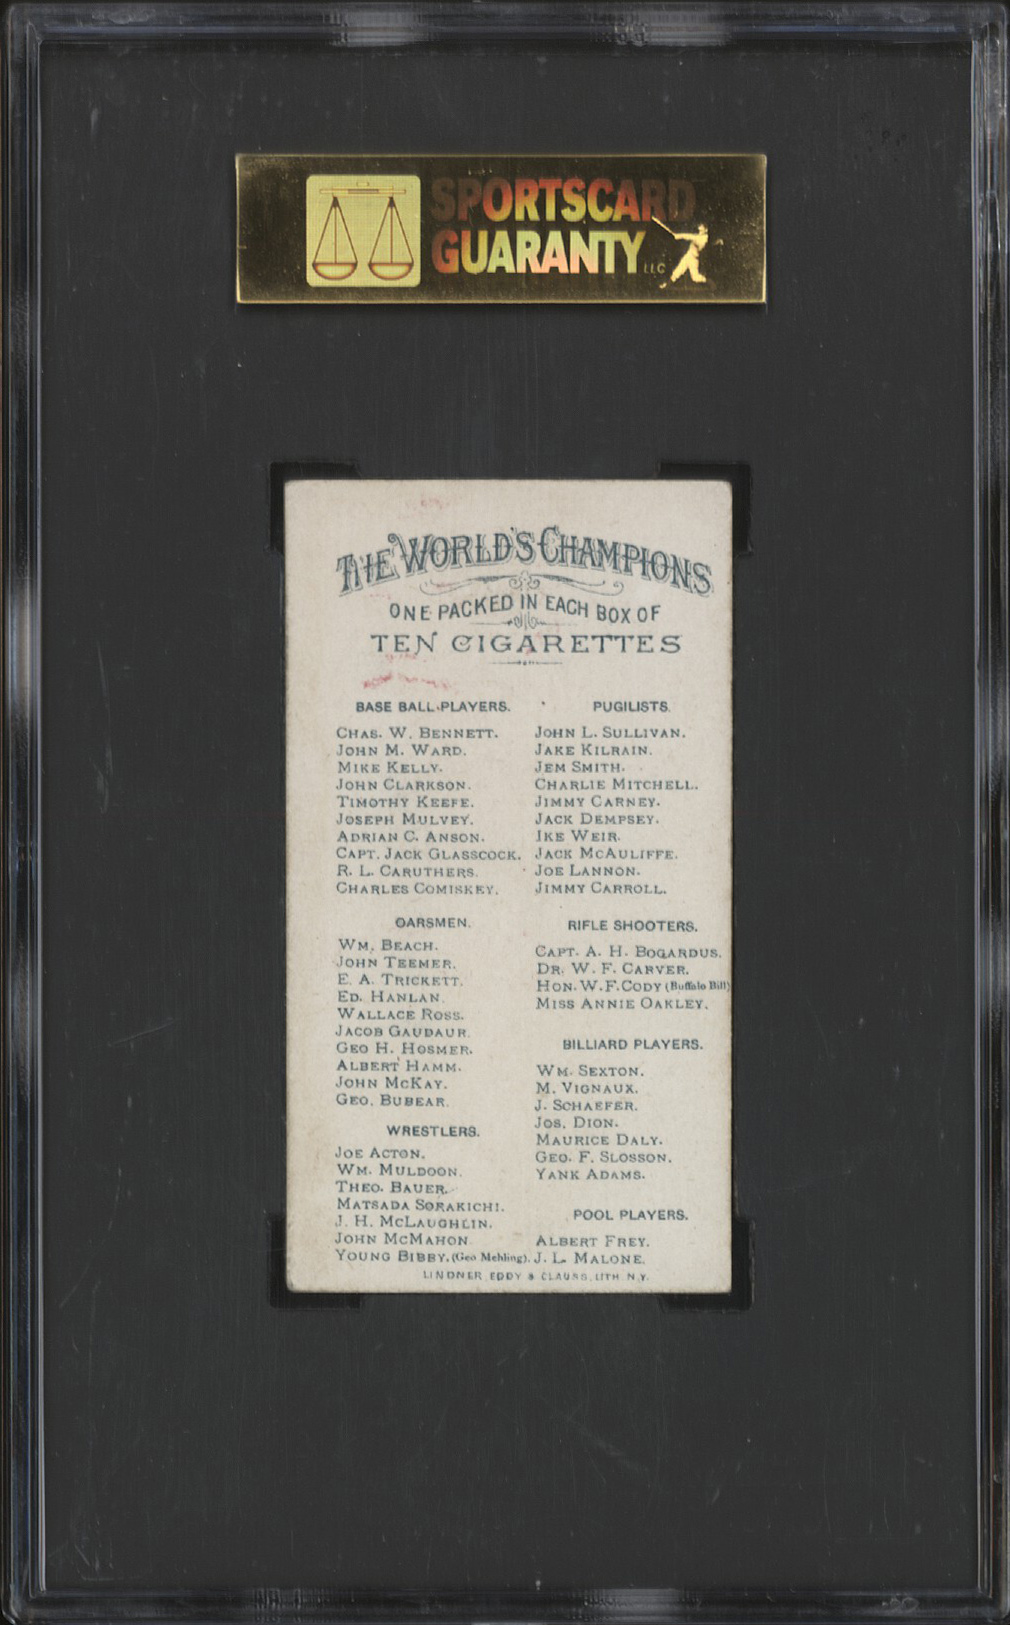 SPORTSCARD
GUARANTY LLC
THE WORLD'S CHAMPIONS
ONE PACKED IN EACH BOX OF
TEN CIGARETTES
BASE BALL PLAYERS.
CHAS. W. BENNETT.
JOHN M. WARD.
MIKE KELLY.
JOHN CLARKSON.
TIMOTHY KEEFE.
JOSEPH MULVEY.
ADRIAN C. ANSON.
CAPT. JACK GLASSCOCK.
R. L. CARUTHERS.
CHARLES COMISKEY.
OARSMEN.
WM. BEACH.
JOHN TEEMER.
E. A. TRICKETT.
ED. HANLAN.
WALLACE ROSS.
JACOB GAUDAUR.
GEO H. HOSMER.
ALBERT HAMM.
JOHN MCKAY.
GEO. BUBEAR.
WRESTLERS.
JOE ACTON.
WM. MULDOON.
THEO. BAUER.
MATSADA SORAKICHI.
J. H. MCLAUGHLIN.
JOHN MCMAHON
YOUNG BIBBY. (Geo Mehling).
PUGILISTS.
JOHN L. SULLIVAN.
JAKE KILRAIN.
JEM SMITH.
CHARLIE MITCHELL.
JIMMY CARNEY.
JACK DEMPSEY.
IKE WEIR.
JACK MCAULIFFE.
JOE LANNON.
JIMMY CARROLL.
RIFLE SHOOTERS.
CAPT. A. H. BOGARDUS.
DR. W. F. CARVER.
HON. W. F. CODY (Buffalo Bill)
MISS ANNIE OAKLEY.
BILLIARD PLAYERS.
WM. SEXTON.
M. VIGNAUX.
J. SCHAEFER.
JOS. DION.
MAURICE DALY.
GEO. F. SLOSSON.
YANK ADAMS.
POOL PLAYERS.
ALBERT FREY.
J. L. MALONE.
LINDNER, EDDY & CLAUSS, LITH. N.Y.